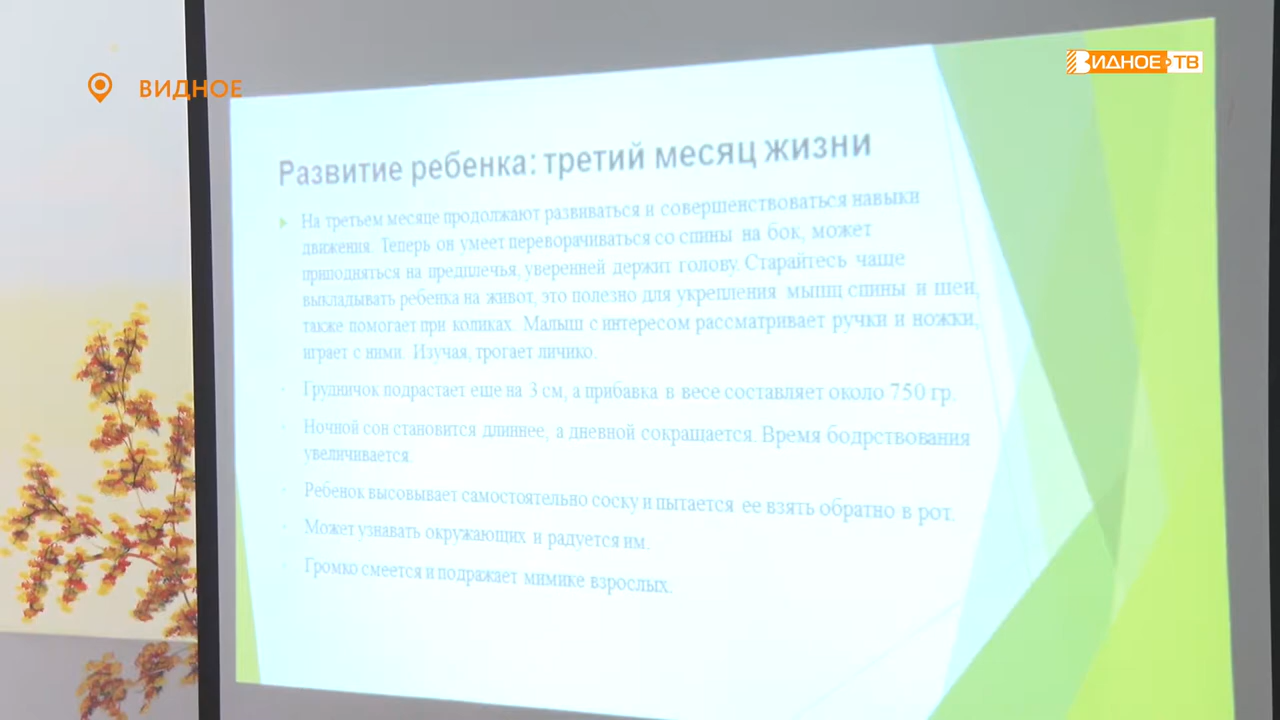 ВИДНОЕ
ВИДНОЕ ТВ
Развитие ребенка: третий месяц жизни
На третьем месяце продолжают развиваться и совершенствоваться навыки
движения. Теперь он умеет переворачиваться со спины на бок, может
приподняться на предплечья, уверенней держит голову. Старайтесь чаще
выкладывать ребенка на живот, это полезно для укрепления мышц спины и шеи,
также помогает при коликах. Малыш с интересом рассматривает ручки и ножки,
играет с ними. Изучая, трогает личико.
Грудничок подрастает еще на 3 см, а прибавка в весе составляет около 750 гр.
Ночной сон становится длиннее, а дневной сокращается. Время бодрствования
увеличивается.
Ребенок высовывает самостоятельно соску и пытается ее взять обратно в рот.
Может узнавать окружающих и радуется им.
Громко смеется и подражает мимике взрослых.